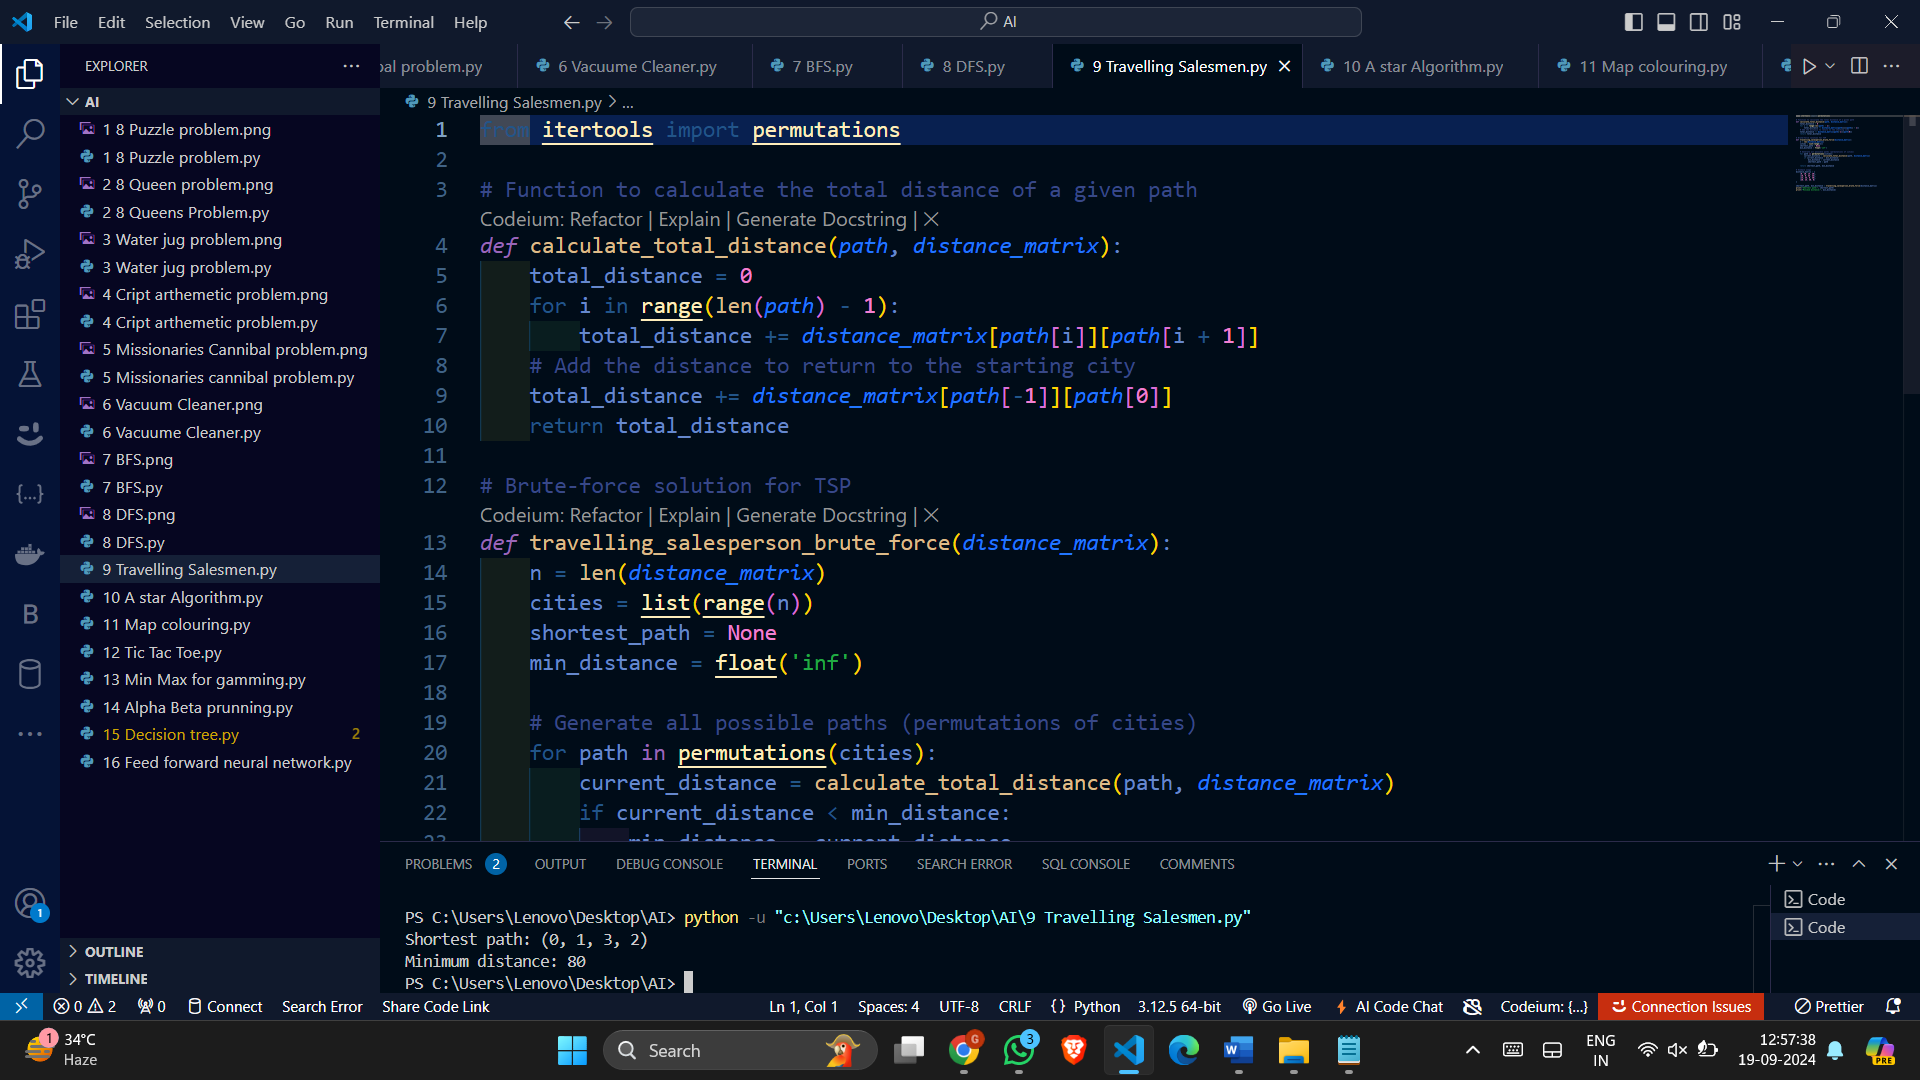 File Edit Selection View Go Run Terminal Help
AI
EXPLORER
AI
1 8 Puzzle problem.png
1 8 Puzzle problem.py
2 8 Queen problem.png
2 8 Queens Problem.py
3 Water jug problem.png
3 Water jug problem.py
4 Cript arthemetic problem.png
4 Cript arthemetic problem.py
5 Missionaries Cannibal problem.png
5 Missionaries cannibal problem.py
6 Vacuum Cleaner.png
6 Vacuume Cleaner.py
7 BFS.png
7 BFS.py
8 DFS.png
8 DFS.py
9 Travelling Salesmen.py
10 A star Algorithm.py
11 Map colouring.py
12 Tic Tac Toe.py
13 Min Max for gamming.py
14 Alpha Beta prunning.py
15 Decision tree.py 2
16 Feed forward neural network.py
OUTLINE
TIMELINE
al problem.py 6 Vacuume Cleaner.py 7 BFS.py 8 DFS.py 9 Travelling Salesmen.py 10 A star Algorithm.py 11 Map colouring.py
9 Travelling Salesmen.py > ...
1 from itertools import permutations
2
3 # Function to calculate the total distance of a given path
Codeium: Refactor | Explain | Generate Docstring | ×
4 def calculate_total_distance(path, distance_matrix):
5 total_distance = 0
6 for i in range(len(path) - 1):
7 total_distance += distance_matrix[path[i]][path[i + 1]]
8 # Add the distance to return to the starting city
9 total_distance += distance_matrix[path[-1]][path[0]]
10 return total_distance
11
12 # Brute-force solution for TSP
Codeium: Refactor | Explain | Generate Docstring | ×
13 def travelling_salesperson_brute_force(distance_matrix):
14 n = len(distance_matrix)
15 cities = list(range(n))
16 shortest_path = None
17 min_distance = float('inf')
18
19 # Generate all possible paths (permutations of cities)
20 for path in permutations(cities):
21 current_distance = calculate_total_distance(path, distance_matrix)
22 if current_distance < min_distance:
23 min_distance = current_distance
PROBLEMS 2 OUTPUT DEBUG CONSOLE TERMINAL PORTS SEARCH ERROR SQL CONSOLE COMMENTS
PS C:\Users\Lenovo\Desktop\AI> python -u "c:\Users\Lenovo\Desktop\AI\9 Travelling Salesmen.py"
Shortest path: (0, 1, 3, 2)
Minimum distance: 80
PS C:\Users\Lenovo\Desktop\AI>
Code
Code
0 2 0 Connect Search Error Share Code Link Ln 1, Col 1 Spaces: 4 UTF-8 CRLF {} Python 3.12.5 64-bit Go Live AI Code Chat Codeium: {...} Connection Issues Prettier
1
34°C
Haze
Search
3
ENG
IN
12:57:38
19-09-2024
PRE